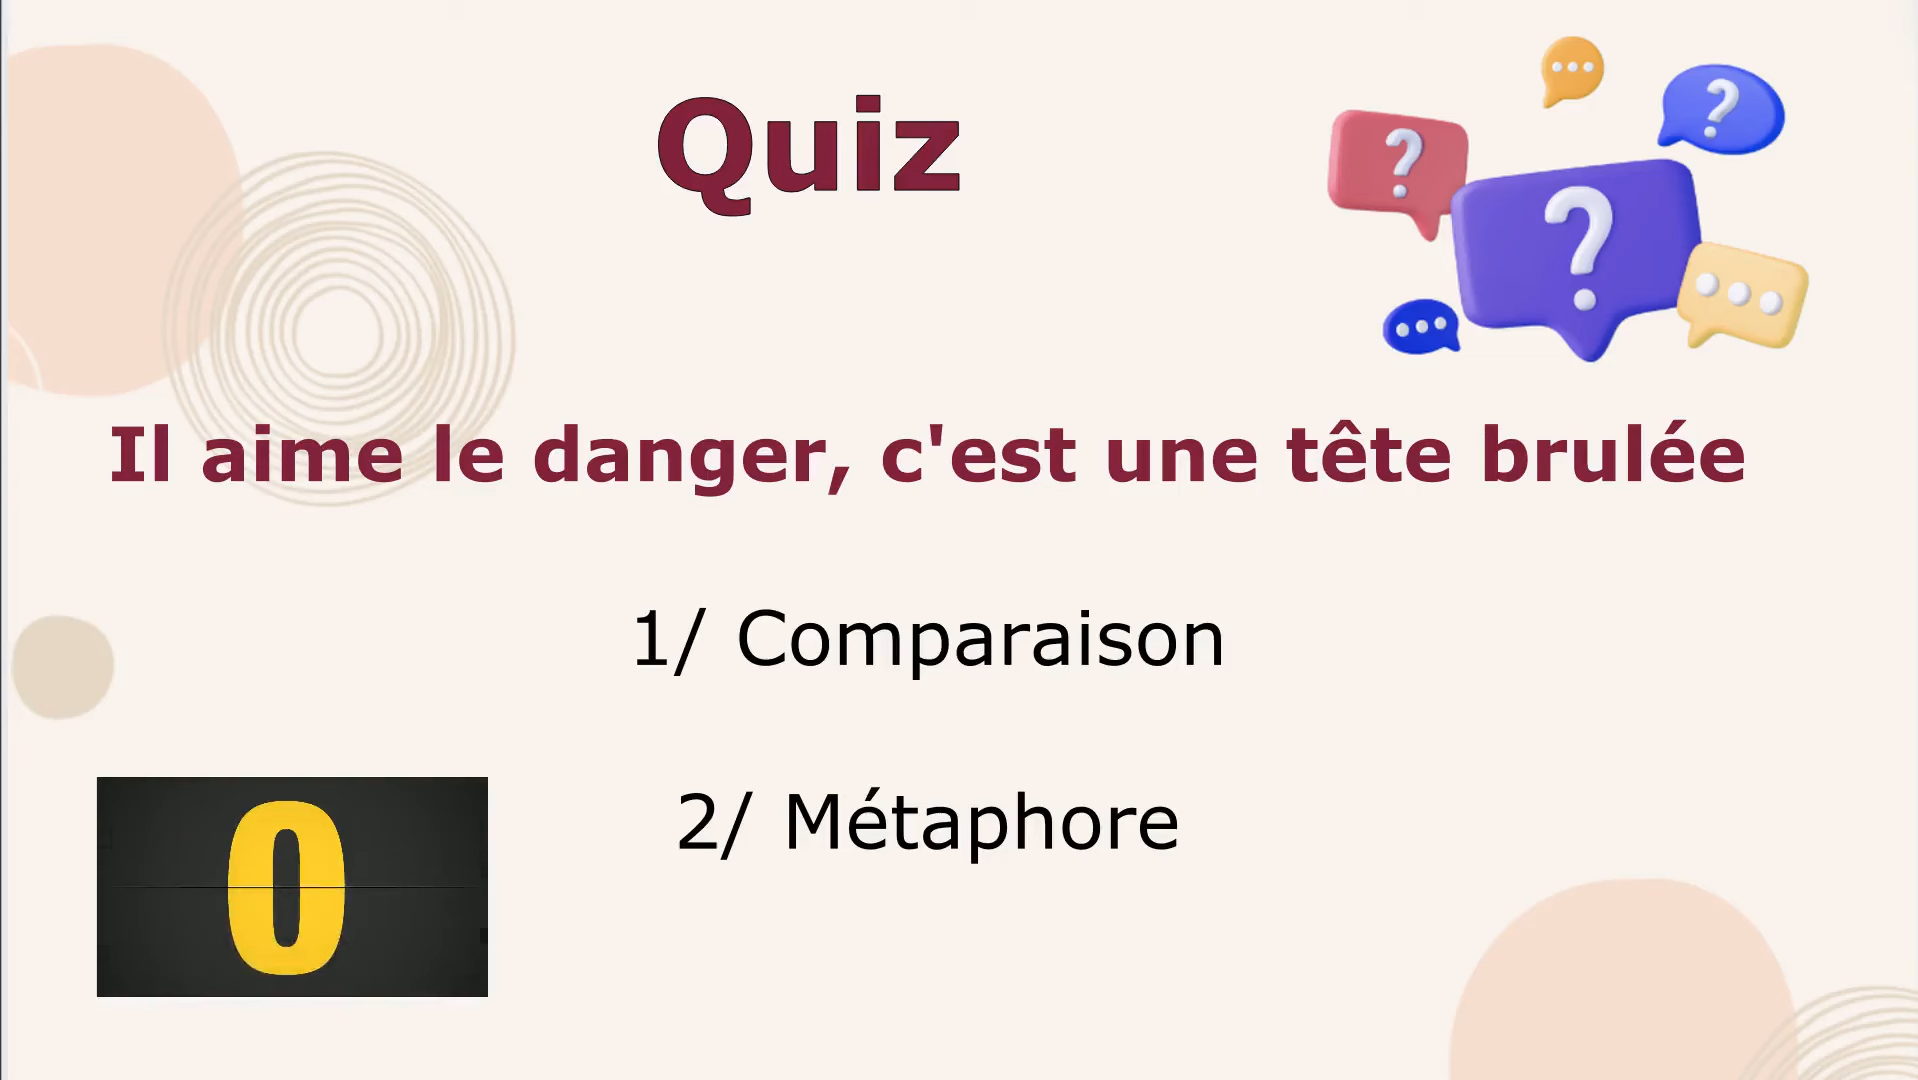 Quiz
Il aime le danger, c'est une tête brulée
1/ Comparaison
2/ Métaphore
0